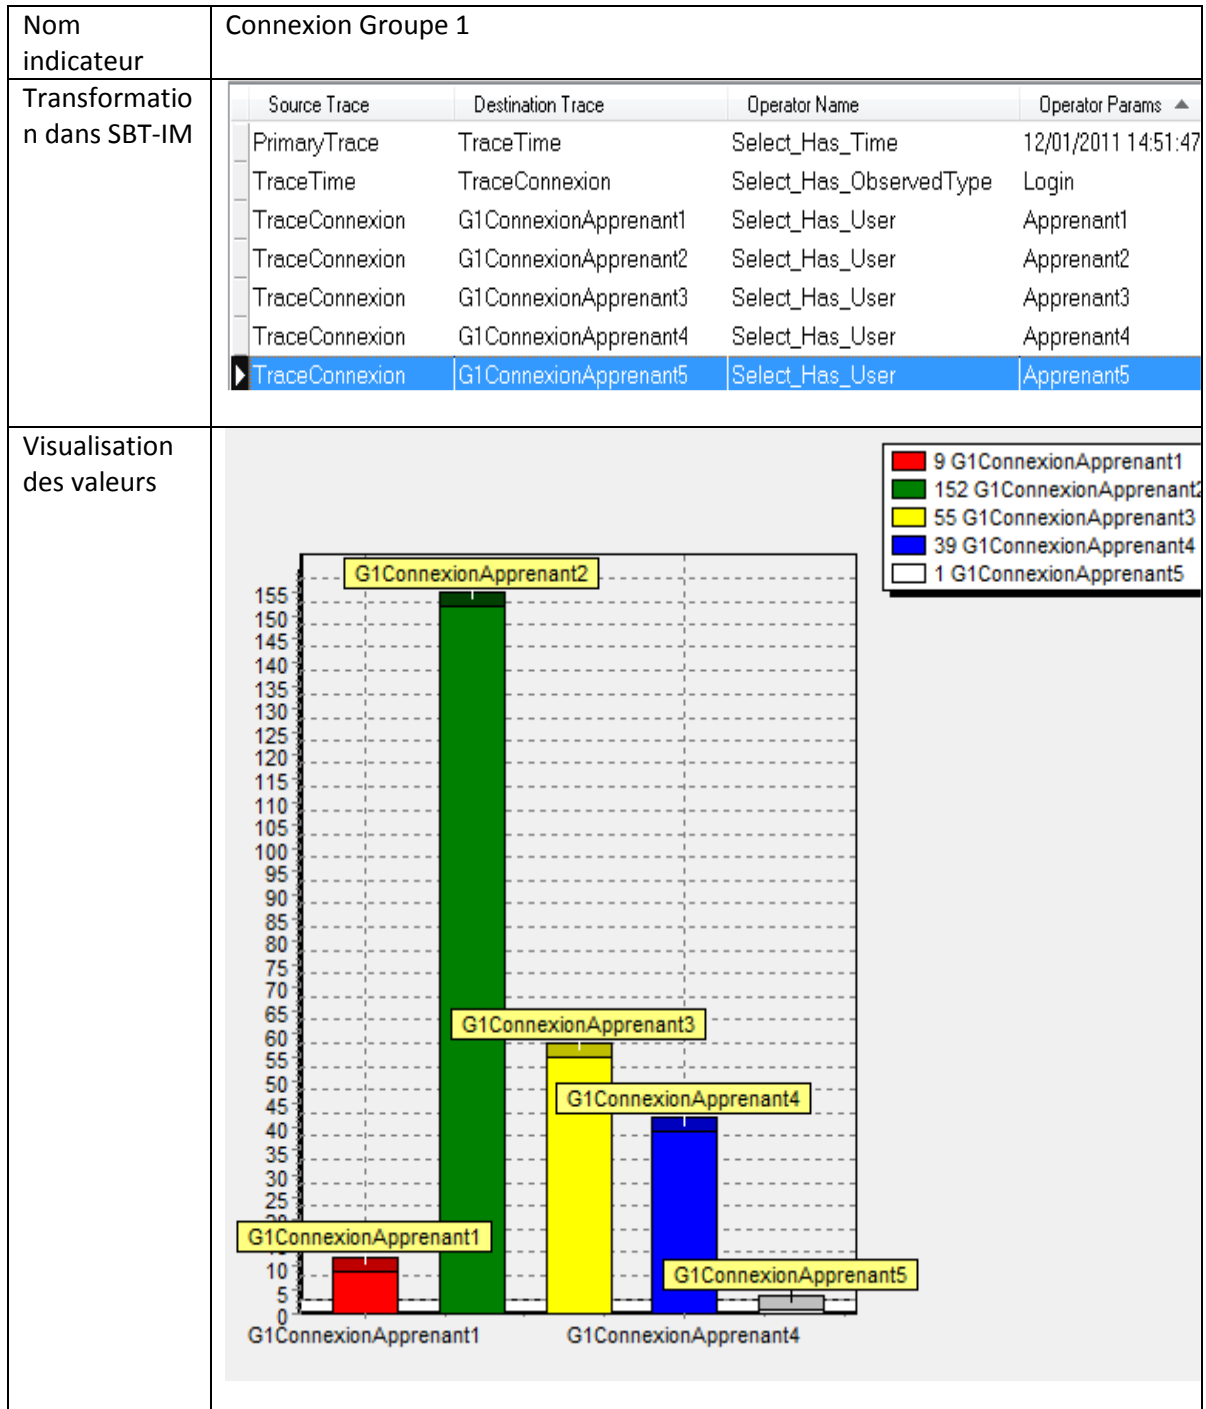 Nom
indicateur
Connexion Groupe 1
Transformatio
n dans SBT-IM
Source Trace Destination Trace Operator Name Operator Params
PrimaryTrace TraceTime Select_Has_Time 12/01/2011 14:51:47
TraceTime TraceConnexion Select_Has_ObservedType Login
TraceConnexion G1ConnexionApprenant1 Select_Has_User Apprenant1
TraceConnexion G1ConnexionApprenant2 Select_Has_User Apprenant2
TraceConnexion G1ConnexionApprenant3 Select_Has_User Apprenant3
TraceConnexion G1ConnexionApprenant4 Select_Has_User Apprenant4
TraceConnexion G1ConnexionApprenant5 Select_Has_User Apprenant5
Visualisation
des valeurs
9 G1ConnexionApprenant1
152 G1ConnexionApprenant2
55 G1ConnexionApprenant3
39 G1ConnexionApprenant4
1 G1ConnexionApprenant5
G1ConnexionApprenant2
155
150
145
140
135
130
125
120
115
110
105
100
95
90
85
80
75
70
65
G1ConnexionApprenant3
60
55
50
G1ConnexionApprenant4
45
40
35
30
25
G1ConnexionApprenant1
10
G1ConnexionApprenant5
5
0
G1ConnexionApprenant1 G1ConnexionApprenant4